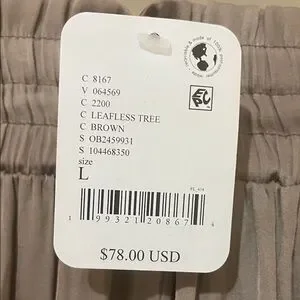 C 8167
V 064569
C 2200
C LEAFLESS TREE
C BROWN
S OB2459931
S 104468350
size
L
1 99321 20867 4
$78.00 USD